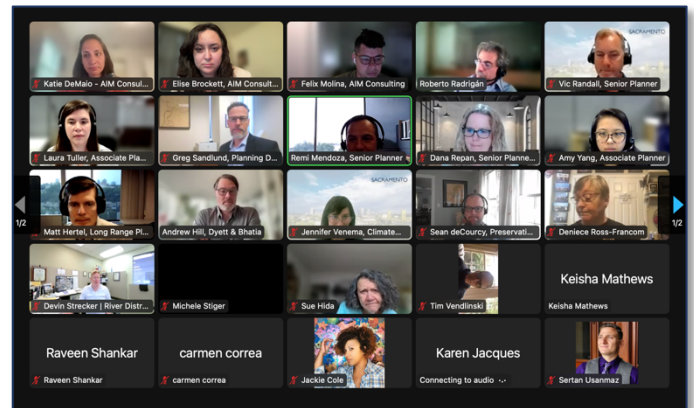 SACRAMENTO
Katie DeMaio - AIM Consul...
Elise Brockett, AIM Consult...
Felix Molina, AIM Consulting
Roberto Radrigán
Vic Randall, Senior Planner
Laura Tuller, Associate Pla...
Greg Sandlund, Planning D...
Remi Mendoza, Senior Planner
Dana Repan, Senior Planne...
Amy Yang, Associate Planner
SACRAMENTO
1/2
1/2
Matt Hertel, Long Range Pl...
Andrew Hill, Dyett & Bhatia
Jennifer Venema, Climate...
Sean deCourcy, Preservati...
Deniece Ross-Francom
Keisha Mathews
Devin Strecker | River Distr...
Michele Stiger
Sue Hida
Tim Vendlinski
Keisha Mathews
Raveen Shankar
carmen correa
Karen Jacques
Raveen Shankar
carmen correa
Jackie Cole
Connecting to audio ...
Sertan Usanmaz